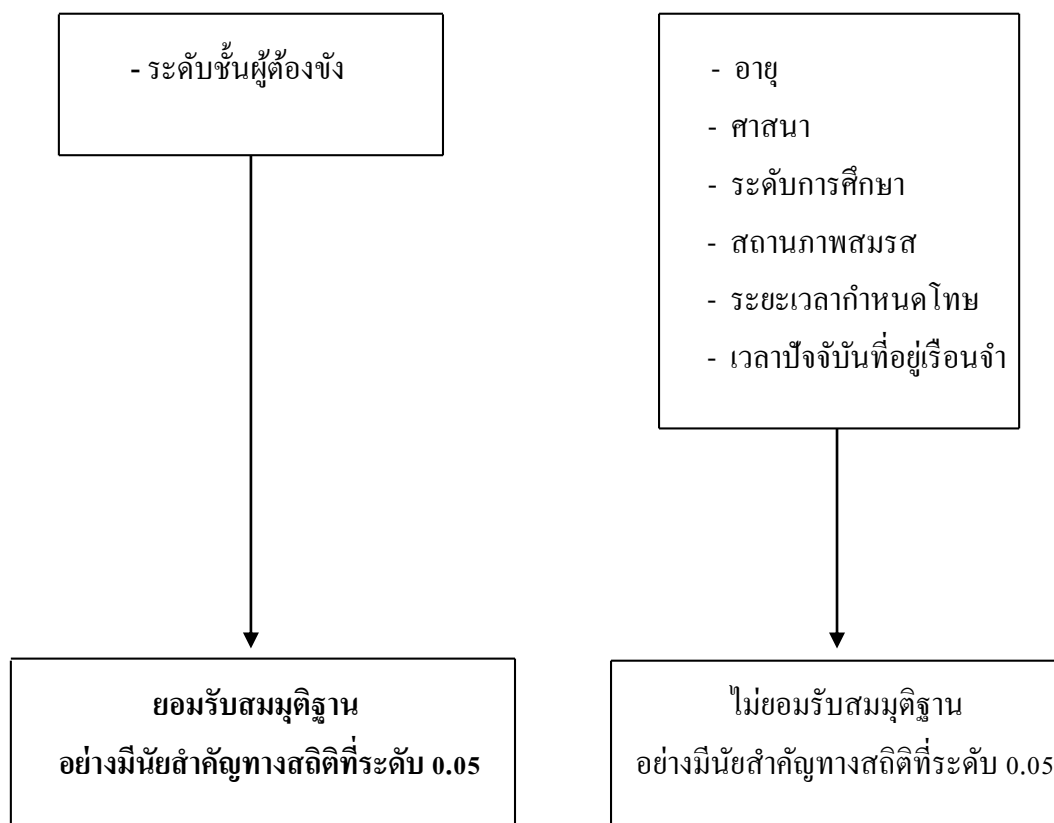 - ระดับชั้นผู้ต้องขัง
- อายุ
- ศาสนา
- ระดับการศึกษา
- สถานภาพสมรส
- ระยะเวลากำหนดโทษ
- เวลาปัจจับันที่อยู่เรือนจำ
ยอมรับสมมุติฐาน
อย่างมีนัยสำคัญทางสถิติที่ระดับ 0.05
ไม่ยอมรับสมมุติฐาน
อย่างมีนัยสำคัญทางสถิติที่ระดับ 0.05